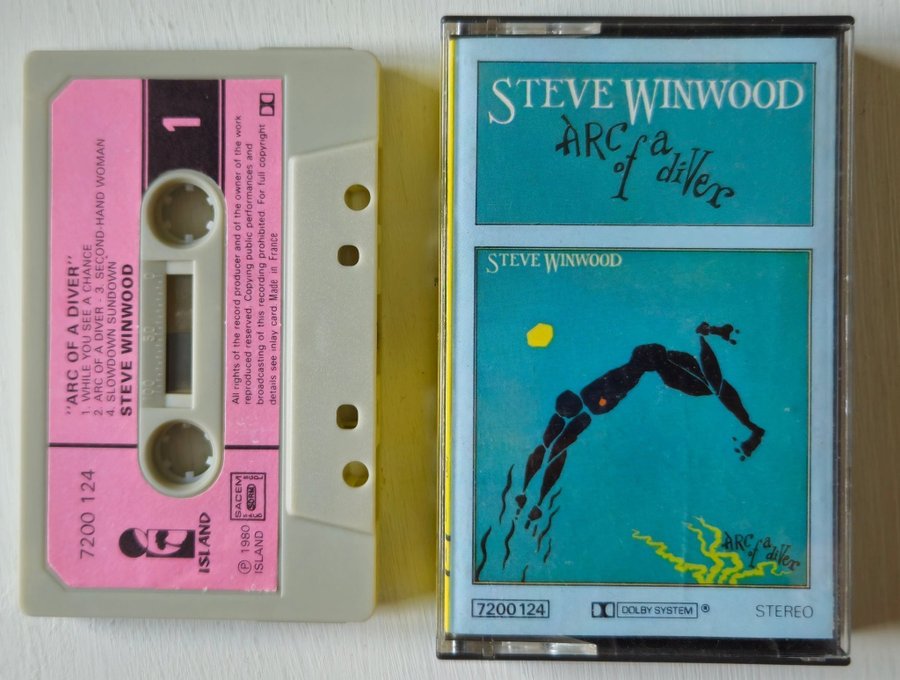 1
"ARC OF A DIVER"
1. WHILE YOU SEE A CHANCE
2. ARC OF A DIVER - 3. SECOND-HAND WOMAN
4. SLOWDOWN SUNDOWN
STEVE WINWOOD
All rights of the record producer and of the owner of the work
reproduced reserved. Copying public performances and
broadcasting of this recording prohibited. For full copyright
details see inlay card. Made in France
7200 124
ISLAND
SACEM
SDRM
℗ 1980
ISLAND
STEVE WINWOOD
ARC
of a
diVer
STEVE WINWOOD
ARC
of a
diVer
7200124
DOLBY SYSTEM ®
STEREO